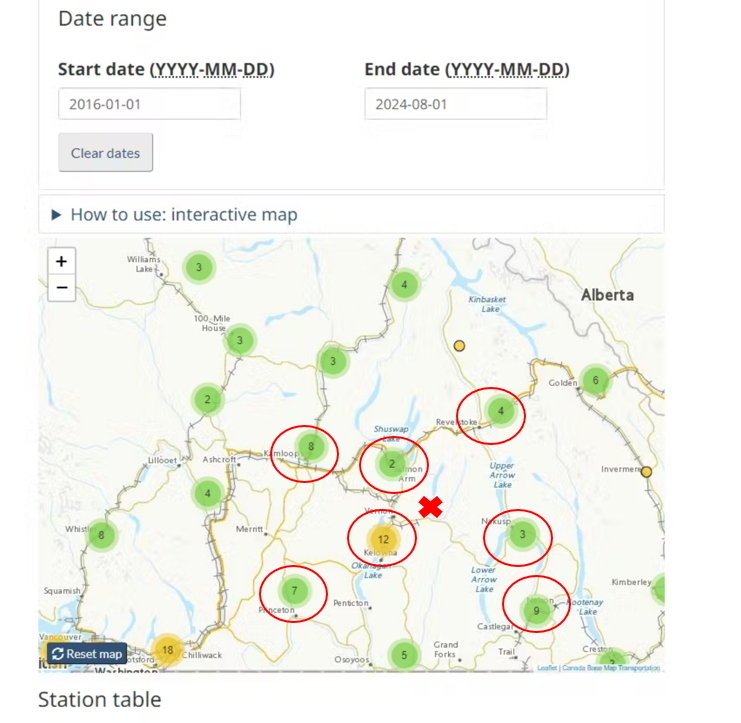 Date range
Start date (YYYY-MM-DD)
End date (YYYY-MM-DD)
2016-01-01
2024-08-01
Clear dates
▶ How to use: interactive map
+
−
Williams
Lake
3
4
Kinbasket
Lake
Alberta
100 Mile
House
3
3
Golden
6
2
4
Revelstoke
Shuswap
Lake
8
Kamloops
2
Arm
Lillooet
Ashcroft
Upper
Arrow
Lake
Invermere
4
Merritt
Vernon
Nakusp
3
8
Whist
12
Kelowna
Okanagan
Lake
Lower
Arrow
Lake
Squamish
7
Princeton
Penticton
9
Kootenay
Lake
Kimberley
Castlegar
Vancouver
Reset map
18
Chilliwack
Osoyoos
5
Grand
Forks
Trail
Creston
3
Washington
Leaflet | Canada Base Map Transportation
Station table